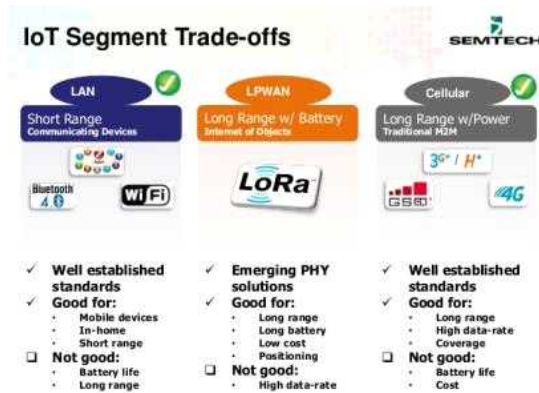 IoT Segment Trade-offs
SEMTECH
LAN
Short Range
Communicating Devices
Bluetooth
4.0
Wi Fi
✓ Well established
standards
✓ Good for:
· Mobile devices
· In-home
· Short range
❑ Not good:
· Battery life
· Long range
LPWAN
Long Range w/ Battery
Internet of Objects
LoRa
✓ Emerging PHY
solutions
✓ Good for:
· Long range
· Long battery
· Low cost
· Positioning
❑ Not good:
· High data-rate
Cellular
Long Range w/Power
Traditional M2M
3G+ / H+
GSM
4G
✓ Well established
standards
✓ Good for:
· Long range
· High data-rate
· Coverage
❑ Not good:
· Battery life
· Cost